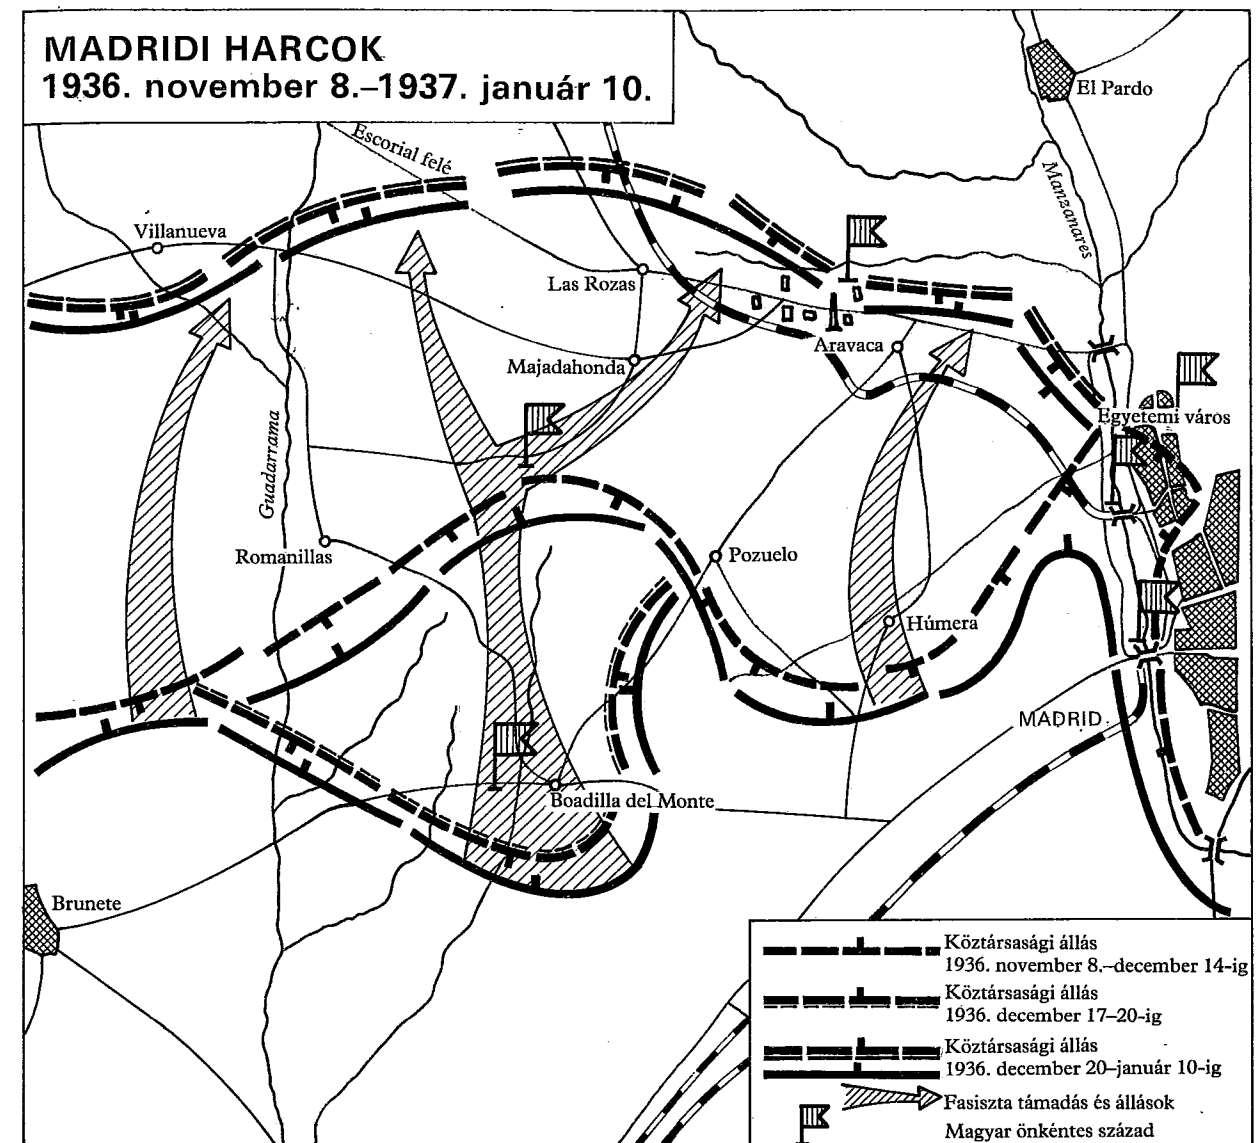 MADRIDI HARCOK
1936. november 8.–1937. január 10.
El Pardo
Escorial felé
Manzanares
Villanueva
Las Rozas
Aravaca
Majadahonda
Egyetemi város
Guadarrama
Romanillas
Pozuelo
Húmera
MADRID
Boadilla del Monte
Brunete
Köztársasági állás
1936. november 8.–december 14-ig
Köztársasági állás
1936. december 17–20-ig
Köztársasági állás
1936. december 20–január 10-ig
Fasiszta támadás és állások
Magyar önkéntes század